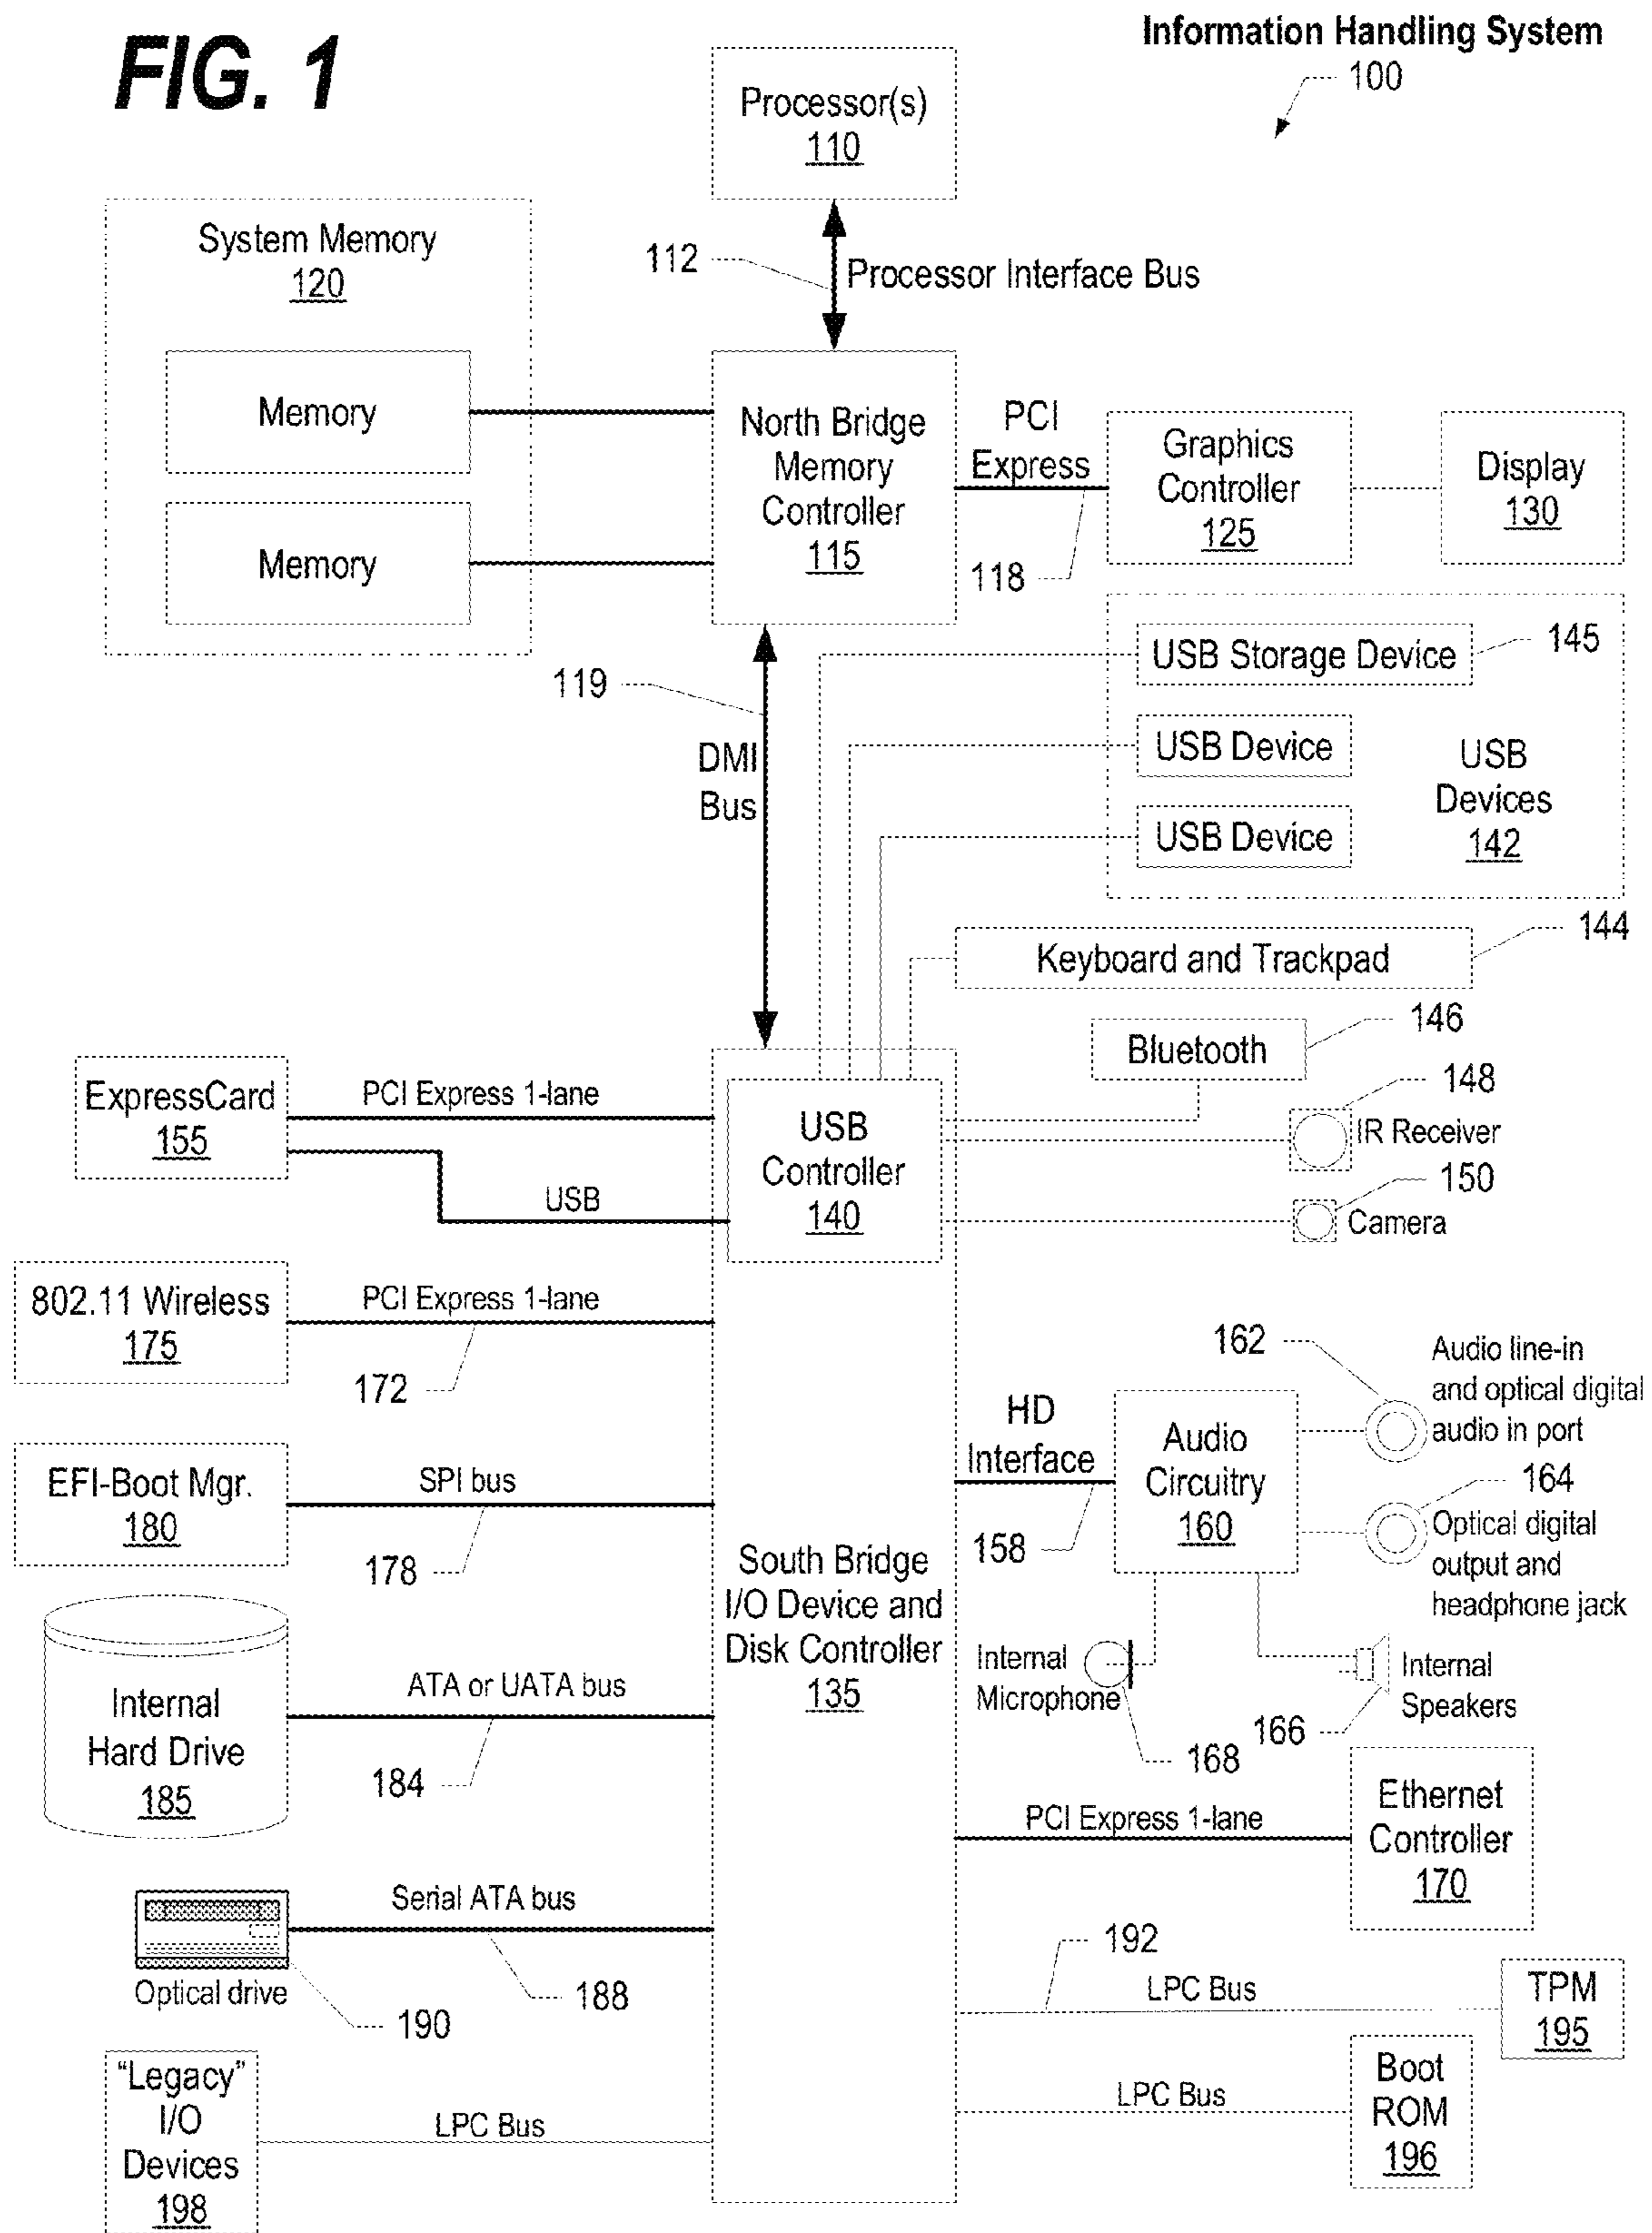 FIG. 1
Information Handling System
100
Processor(s)
110
112
Processor Interface Bus
System Memory
120
Memory
Memory
North Bridge
Memory
Controller
115
PCI
Express
118
Graphics
Controller
125
Display
130
119
DMI
Bus
USB Storage Device
145
USB Device
USB Device
USB
Devices
142
144
Keyboard and Trackpad
146
Bluetooth
148
IR Receiver
150
Camera
ExpressCard
155
PCI Express 1-lane
USB
USB
Controller
140
802.11 Wireless
175
PCI Express 1-lane
172
EFI-Boot Mgr.
180
SPI bus
178
South Bridge
I/O Device and
Disk Controller
135
HD
Interface
158
Audio
Circuitry
160
162
Audio line-in
and optical digital
audio in port
164
Optical digital
output and
headphone jack
Internal
Microphone
168
Internal
Speakers
166
Internal
Hard Drive
185
ATA or UATA bus
184
PCI Express 1-lane
Ethernet
Controller
170
Serial ATA bus
188
Optical drive
190
192
LPC Bus
TPM
195
LPC Bus
Boot
ROM
196
“Legacy”
I/O
Devices
198
LPC Bus